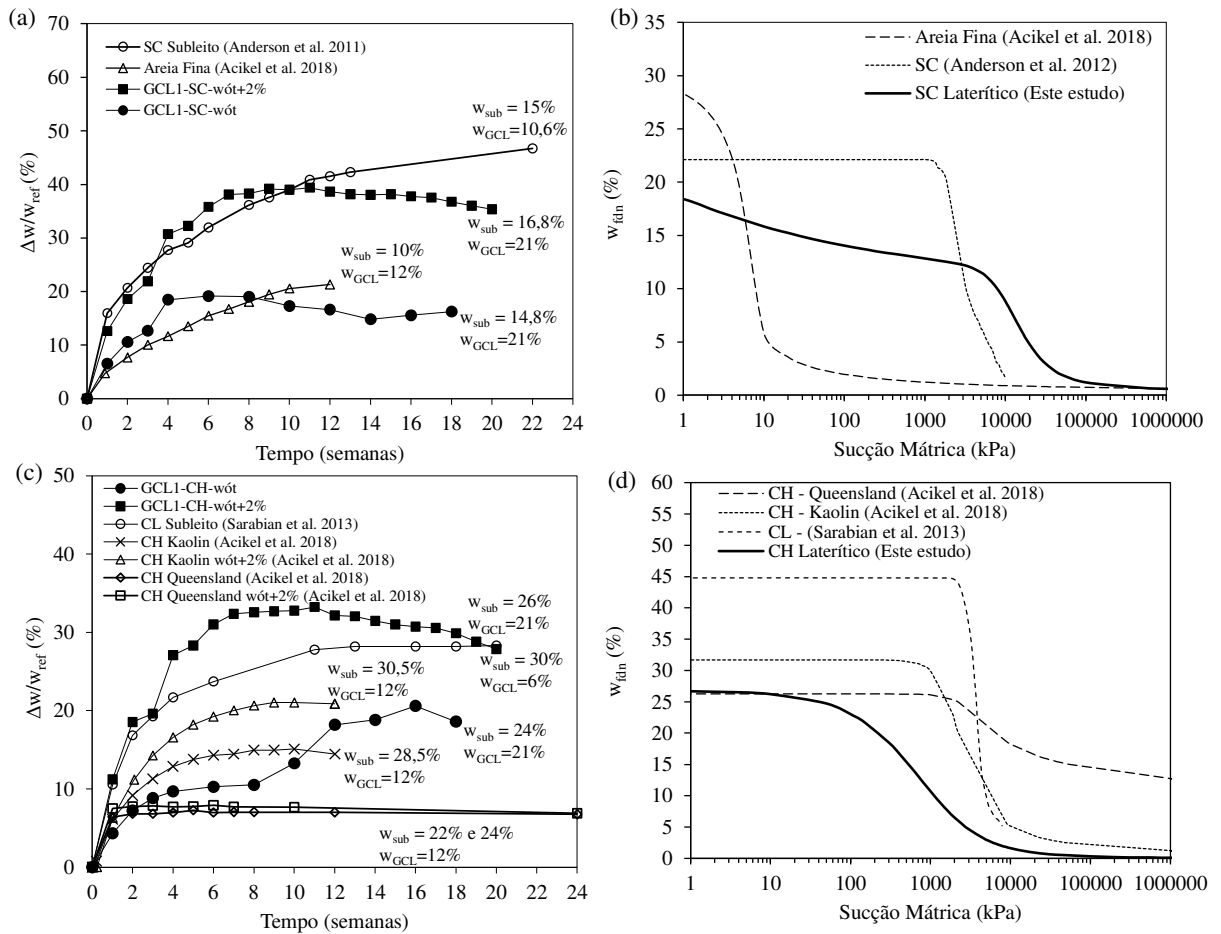 (a)
70
60
50
40
30
20
10
0
Δw/w_ref (%)
SC Subleito (Anderson et al. 2011)
Areia Fina (Acikel et al. 2018)
GCL1-SC-wót+2%
GCL1-SC-wót
w_sub = 15%
w_GCL=10,6%
w_sub = 16,8%
w_GCL=21%
w_sub = 10%
w_GCL=12%
w_sub = 14,8%
w_GCL=21%
0 2 4 6 8 10 12 14 16 18 20 22 24
Tempo (semanas)
(b)
35
30
25
20
15
10
5
0
w_fdn (%)
Areia Fina (Acikel et al. 2018)
SC (Anderson et al. 2012)
SC Laterítico (Este estudo)
1 10 100 1000 10000 100000 1000000
Sucção Mátrica (kPa)
(c)
50
40
30
20
10
0
Δw/w_ref (%)
GCL1-CH-wót
GCL1-CH-wót+2%
CL Subleito (Sarabian et al. 2013)
CH Kaolin (Acikel et al. 2018)
CH Kaolin wót+2% (Acikel et al. 2018)
CH Queensland (Acikel et al. 2018)
CH Queensland wót+2% (Acikel et al. 2018)
w_sub = 26%
w_GCL=21%
w_sub = 30%
w_GCL=6%
w_sub = 30,5%
w_GCL=12%
w_sub = 24%
w_GCL=21%
w_sub = 28,5%
w_GCL=12%
w_sub = 22% e 24%
w_GCL=12%
0 2 4 6 8 10 12 14 16 18 20 22 24
Tempo (semanas)
(d)
60
55
50
45
40
35
30
25
20
15
10
5
0
w_fdn (%)
CH - Queensland (Acikel et al. 2018)
CH - Kaolin (Acikel et al. 2018)
CL - (Sarabian et al. 2013)
CH Laterítico (Este estudo)
1 10 100 1000 10000 100000 1000000
Sucção Mátrica (kPa)